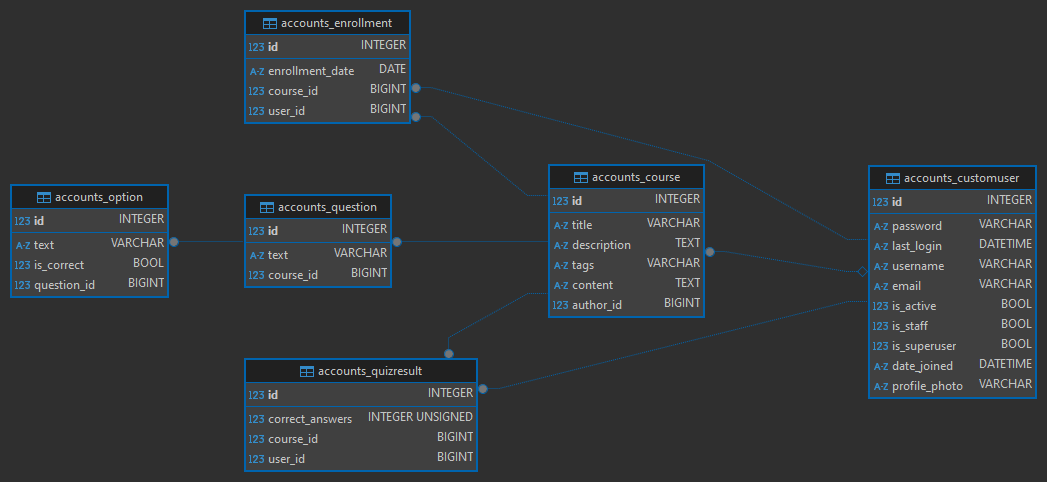 accounts_enrollment
123 id INTEGER
A-Z enrollment_date DATE
123 course_id BIGINT
123 user_id BIGINT
accounts_option
123 id INTEGER
A-Z text VARCHAR
123 is_correct BOOL
123 question_id BIGINT
accounts_question
123 id INTEGER
A-Z text VARCHAR
123 course_id BIGINT
accounts_course
123 id INTEGER
A-Z title VARCHAR
A-Z description TEXT
A-Z tags VARCHAR
A-Z content TEXT
123 author_id BIGINT
accounts_customuser
123 id INTEGER
A-Z password VARCHAR
A-Z last_login DATETIME
A-Z username VARCHAR
A-Z email VARCHAR
123 is_active BOOL
123 is_staff BOOL
123 is_superuser BOOL
A-Z date_joined DATETIME
A-Z profile_photo VARCHAR
accounts_quizresult
123 id INTEGER
123 correct_answers INTEGER UNSIGNED
123 course_id BIGINT
123 user_id BIGINT